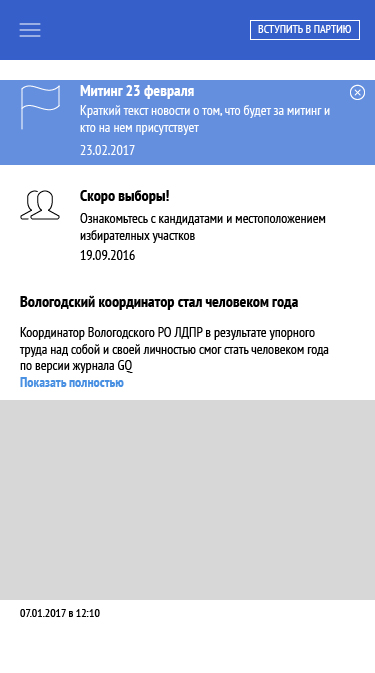 ВСТУПИТЬ В ПАРТИЮ
Митинг 23 февраля
Краткий текст новости о том, что будет за митинг и
кто на нем присутствует
23.02.2017
Скоро выборы!
Ознакомьтесь с кандидатами и местоположением
избирателных участков
19.09.2016
Вологодский координатор стал человеком года
Координатор Вологодского РО ЛДПР в результате упорного
труда над собой и своей личностью смог стать человеком года
по версии журнала GQ
Показать полностью
07.01.2017 в 12:10